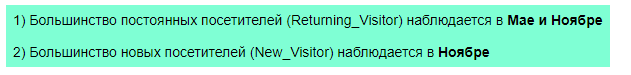 1) Большинство постоянных посетителей (Returning_Visitor) наблюдается в Мае и Ноябре
2) Большинство новых посетителей (New_Visitor) наблюдается в Ноябре